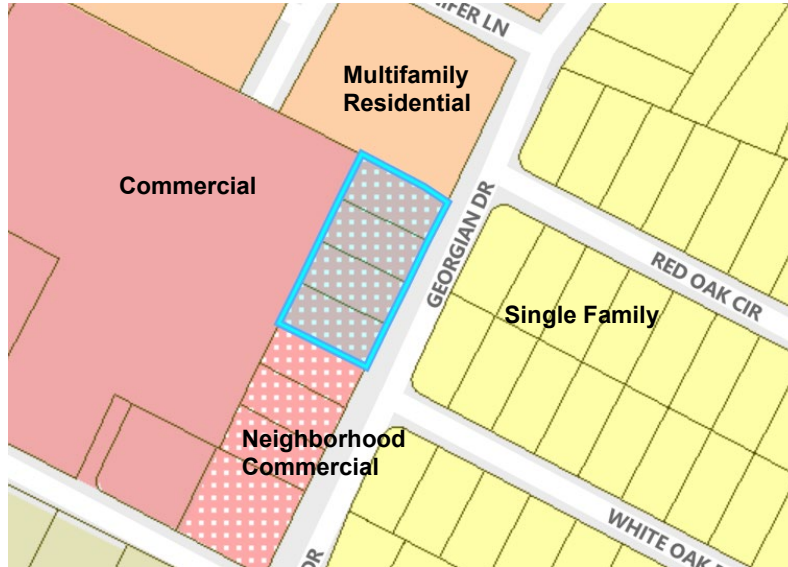 Multifamily
Residential
Commercial
GEORGIAN DR
RED OAK CIR
Single Family
Neighborhood
Commercial
WHITE OAK